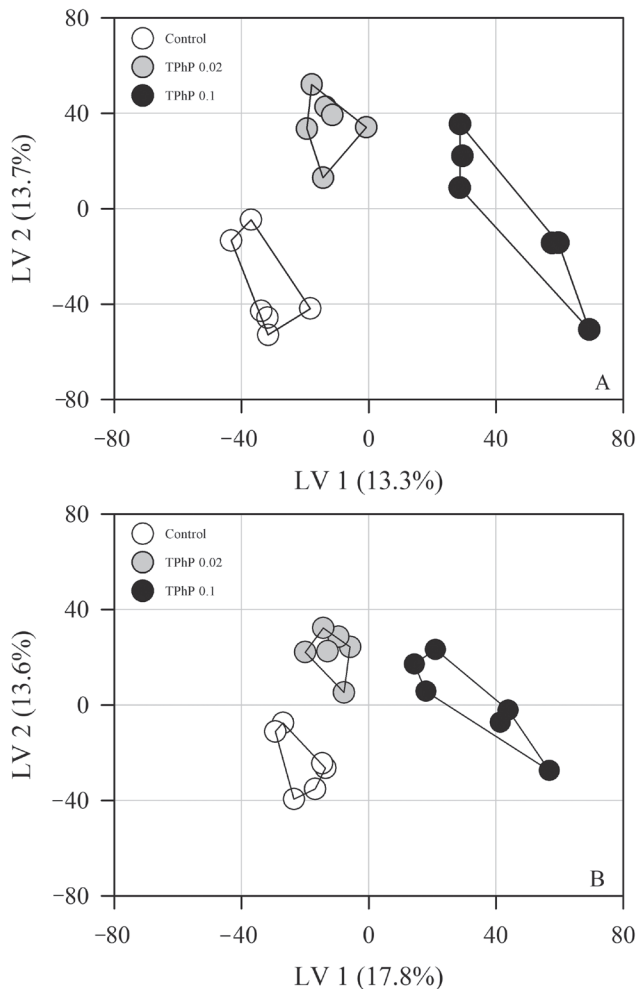 80
40
0
−40
−80
LV 2 (13.7%)
Control
TPhP 0.02
TPhP 0.1
A
−80 −40 0 40 80
LV 1 (13.3%)
80
40
0
−40
−80
LV 2 (13.6%)
Control
TPhP 0.02
TPhP 0.1
B
−80 −40 0 40 80
LV 1 (17.8%)